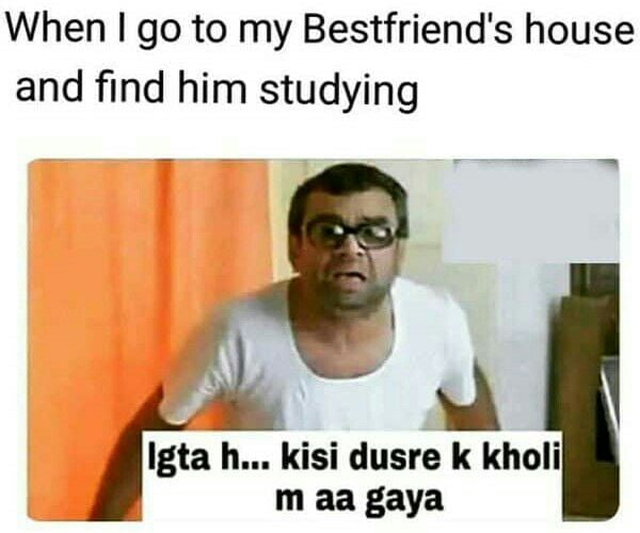 When I go to my Bestfriend's house
and find him studying
lgta h... kisi dusre k kholi
m aa gaya